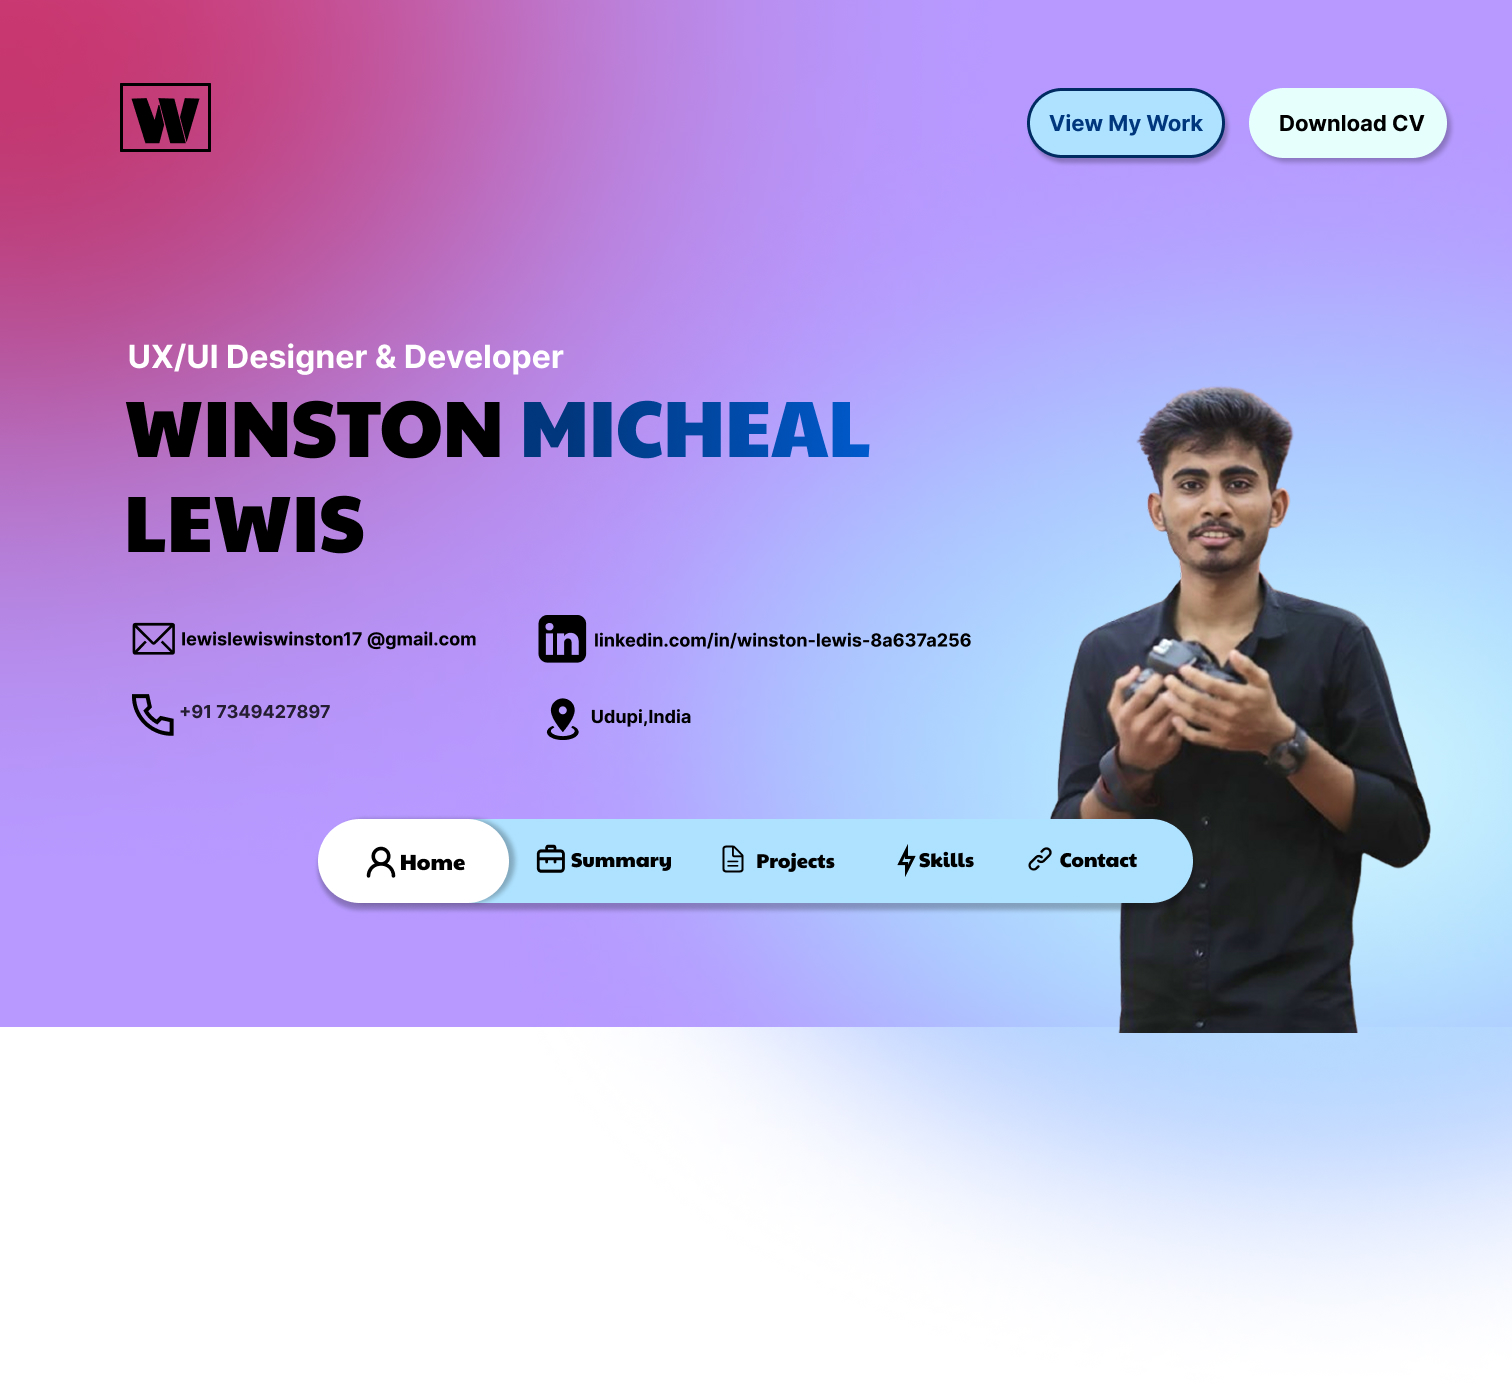 W
View My Work
Download CV
UX/UI Designer & Developer
WINSTON MICHEAL
LEWIS
lewislewiswinston17 @gmail.com
linkedin.com/in/winston-lewis-8a637a256
+91 7349427897
Udupi,India
Home
Summary
Projects
Skills
Contact